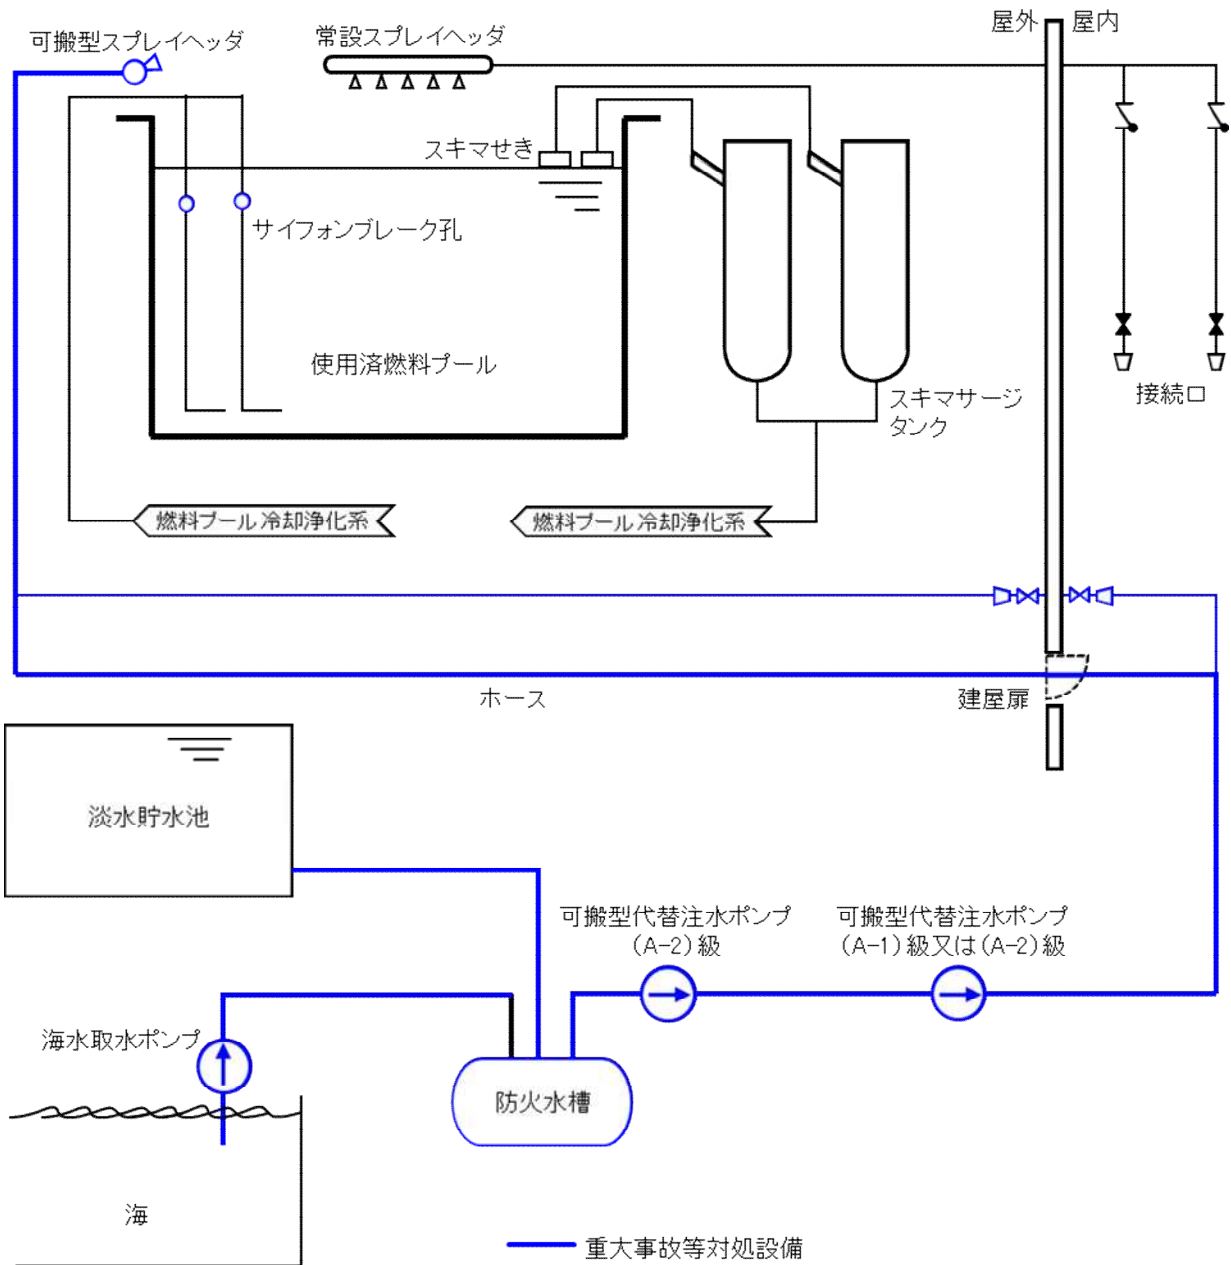 可搬型スプレイヘッダ
常設スプレイヘッダ
屋外
屋内
スキマせき
サイフォンブレーク孔
使用済燃料プール
スキマサージ
タンク
接続口
燃料プール冷却浄化系
燃料プール冷却浄化系
ホース
建屋扉
淡水貯水池
可搬型代替注水ポンプ
(A-2)級
可搬型代替注水ポンプ
(A-1)級又は(A-2)級
海水取水ポンプ
防火水槽
海
重大事故等対処設備